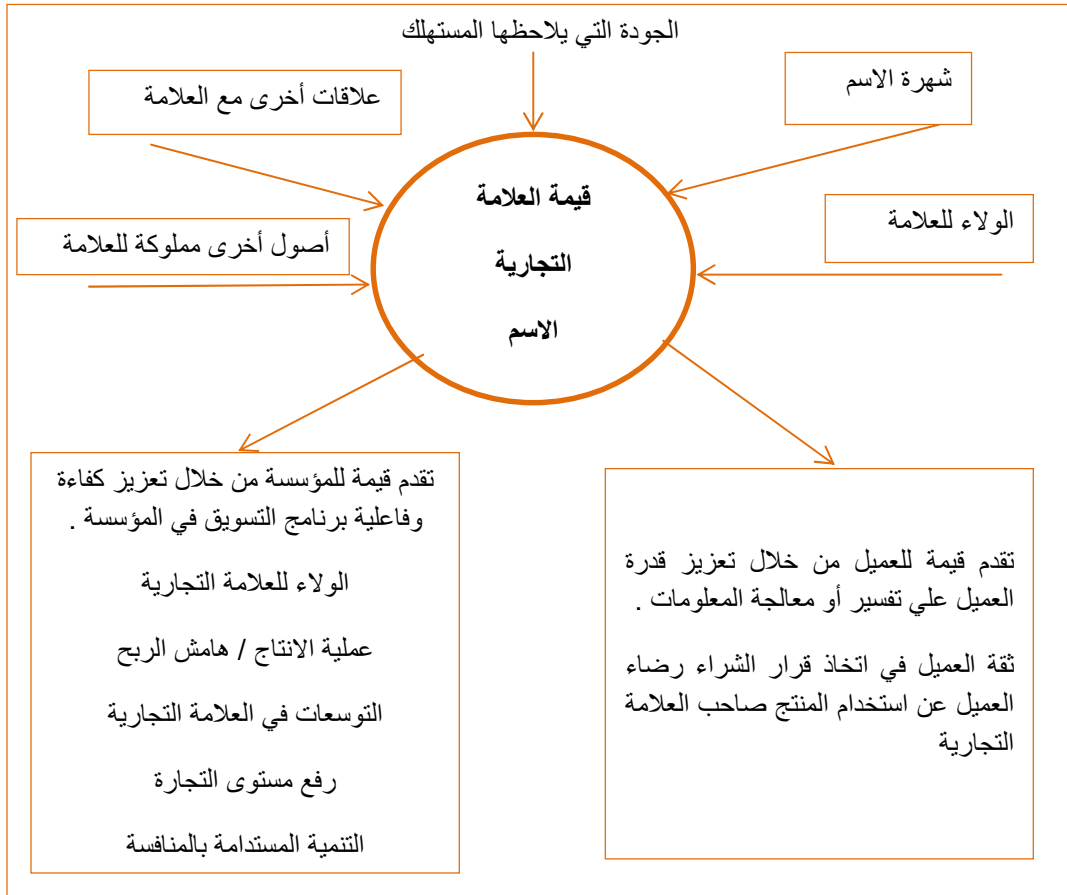 الجودة التي يلاحظها المستهلك
شهرة الاسم
علاقات أخرى مع العلامة
الولاء للعلامة
أصول أخرى مملوكة للعلامة
قيمة العلامة
التجارية
الاسم
تقدم قيمة للعميل من خلال تعزيز قدرة
العميل علي تفسير أو معالجة المعلومات .
ثقة العميل في اتخاذ قرار الشراء رضاء
العميل عن استخدام المنتج صاحب العلامة
التجارية
تقدم قيمة للمؤسسة من خلال تعزيز كفاءة
وفاعلية برنامج التسويق في المؤسسة .
الولاء للعلامة التجارية
عملية الانتاج / هامش الربح
التوسعات في العلامة التجارية
رفع مستوى التجارة
التنمية المستدامة بالمنافسة